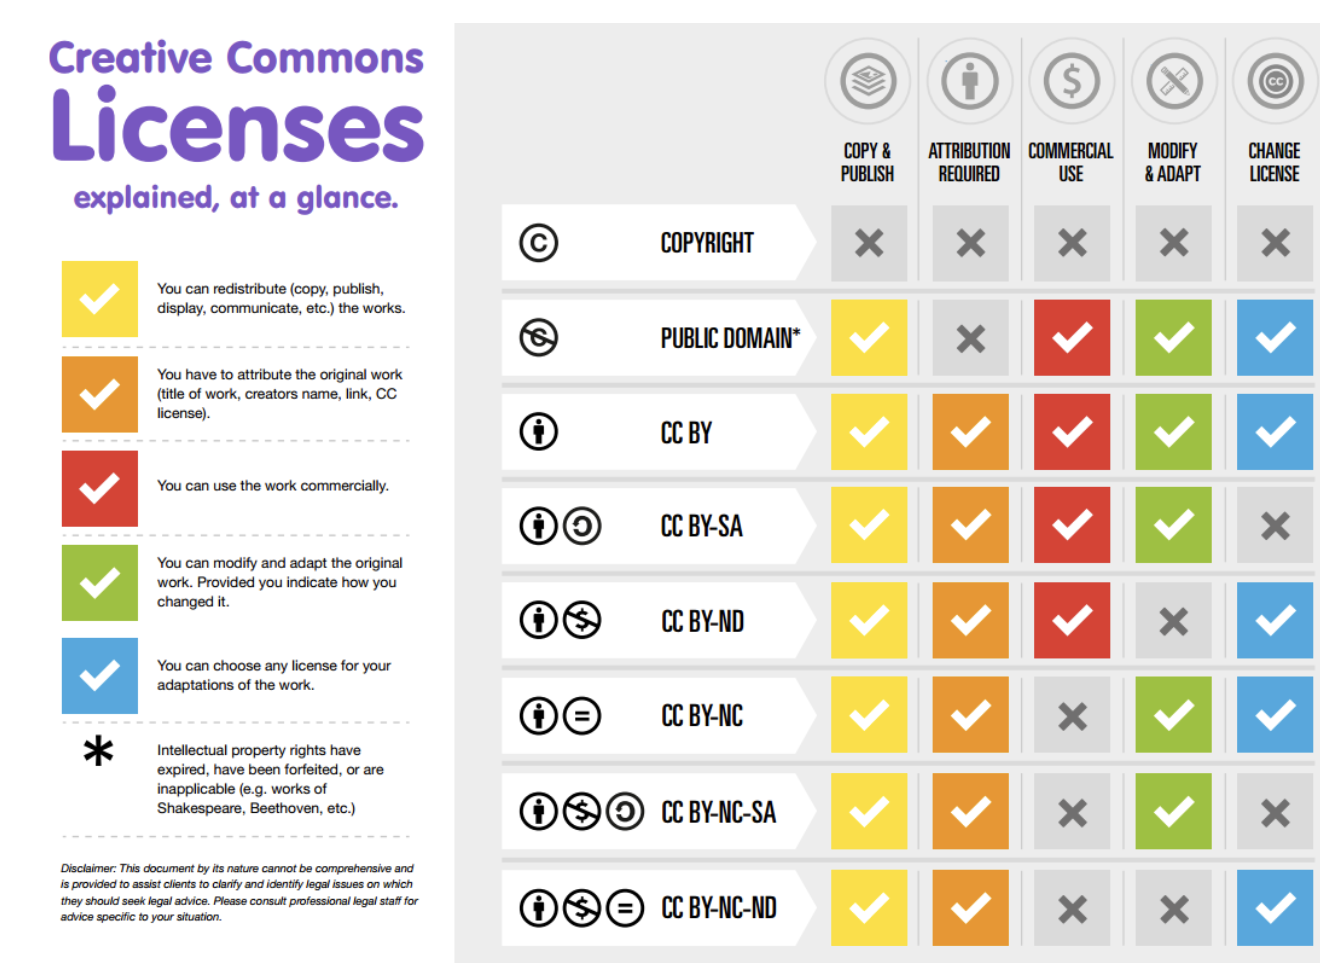 Creative Commons
Licenses
explained, at a glance.
You can redistribute (copy, publish,
display, communicate, etc.) the works.
You have to attribute the original work
(title of work, creators name, link, CC
license).
You can use the work commercially.
You can modify and adapt the original
work. Provided you indicate how you
changed it.
You can choose any license for your
adaptations of the work.
*
Intellectual property rights have
expired, have been forfeited, or are
inapplicable (e.g. works of
Shakespeare, Beethoven, etc.)
Disclaimer: This document by its nature cannot be comprehensive and
is provided to assist clients to clarify and identify legal issues on which
they should seek legal advice. Please consult professional legal staff for
advice specific to your situation.
COPY &
PUBLISH
ATTRIBUTION
REQUIRED
COMMERCIAL
USE
MODIFY
& ADAPT
CHANGE
LICENSE
COPYRIGHT
PUBLIC DOMAIN*
CC BY
CC BY-SA
CC BY-ND
CC BY-NC
CC BY-NC-SA
CC BY-NC-ND